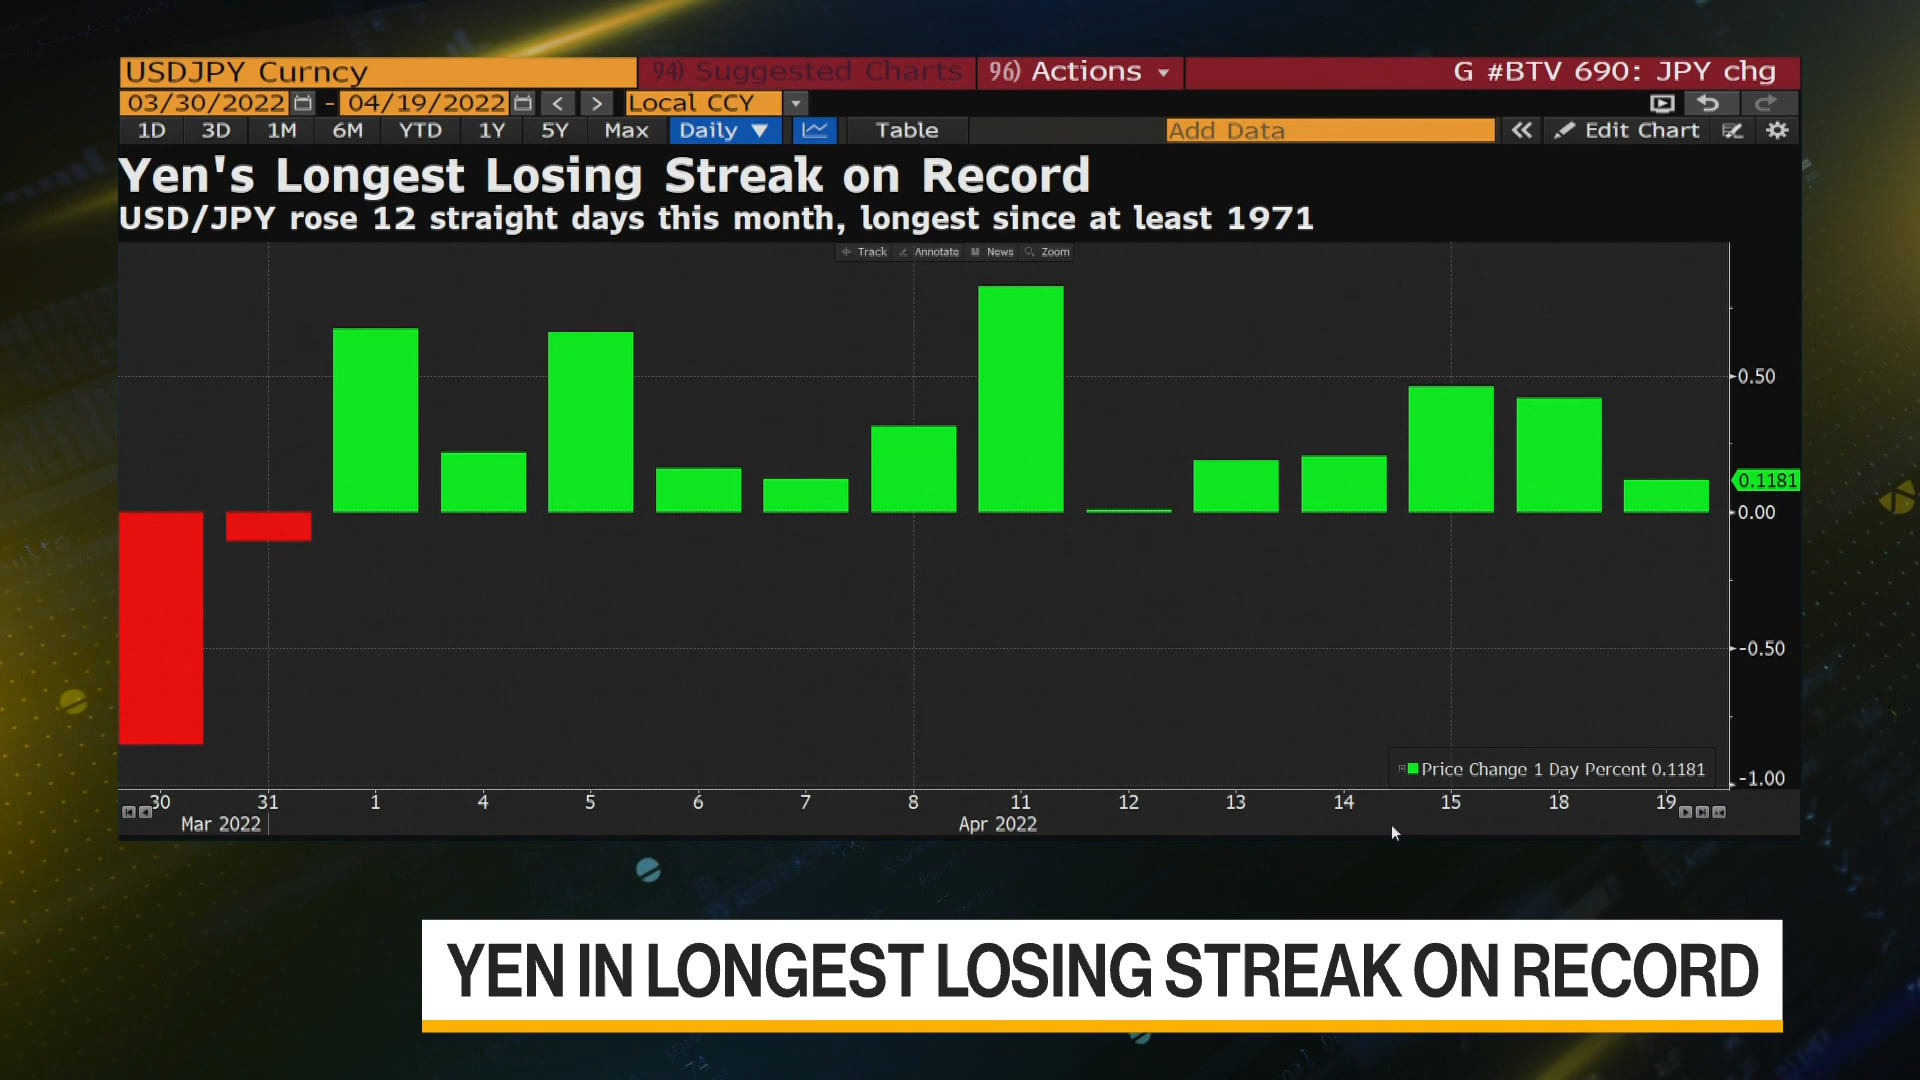 USDJPY Curncy 94) Suggested Charts 96) Actions G #BTV 690: JPY chg
03/30/2022 - 04/19/2022 < > Local CCY
1D 3D 1M 6M YTD 1Y 5Y Max Daily ▼ Table Add Data « Edit Chart
Yen's Longest Losing Streak on Record
USD/JPY rose 12 straight days this month, longest since at least 1971
Track Annotate News Zoom
0.50
0.1181
0.00
-0.50
Price Change 1 Day Percent 0.1181
-1.00
30 31 1 4 5 6 7 8 11 12 13 14 15 18 19
Mar 2022 Apr 2022
YEN IN LONGEST LOSING STREAK ON RECORD